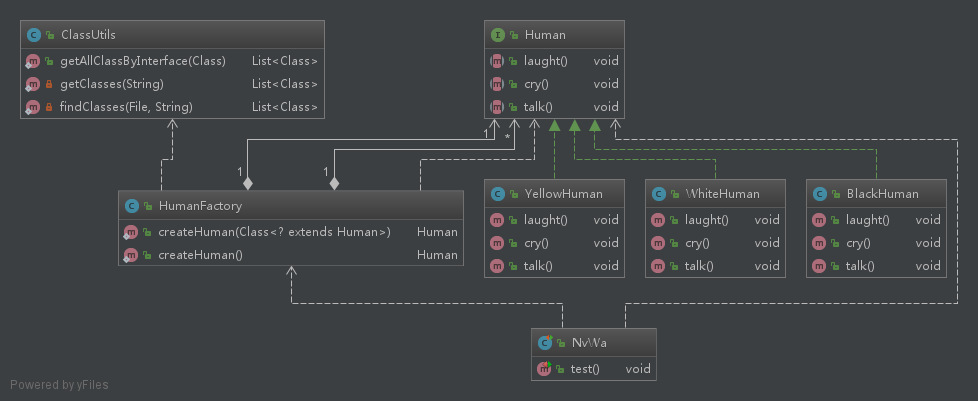 ClassUtils
getAllClassByInterface(Class) List<Class>
getClasses(String) List<Class>
findClasses(File, String) List<Class>
Human
laught() void
cry() void
talk() void
1 *
1 1
HumanFactory
createHuman(Class<? extends Human>) Human
createHuman() Human
YellowHuman
laught() void
cry() void
talk() void
WhiteHuman
laught() void
cry() void
talk() void
BlackHuman
laught() void
cry() void
talk() void
NvWa
test() void
Powered by yFiles